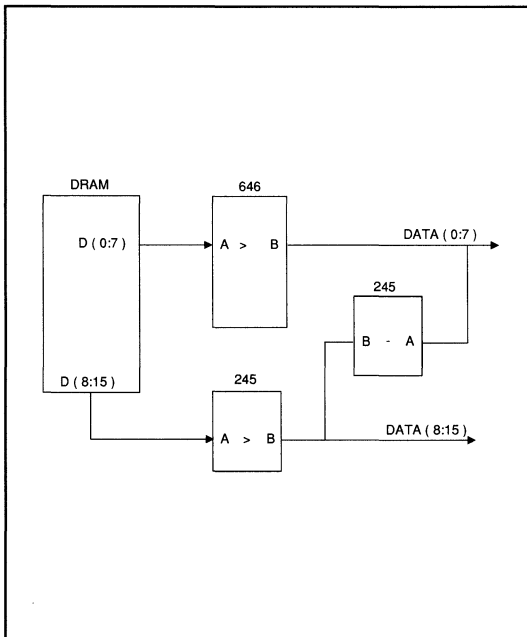 DRAM
646
D ( 0:7 )
A > B
DATA ( 0:7 )
245
B - A
D ( 8:15 )
245
A > B
DATA ( 8:15 )